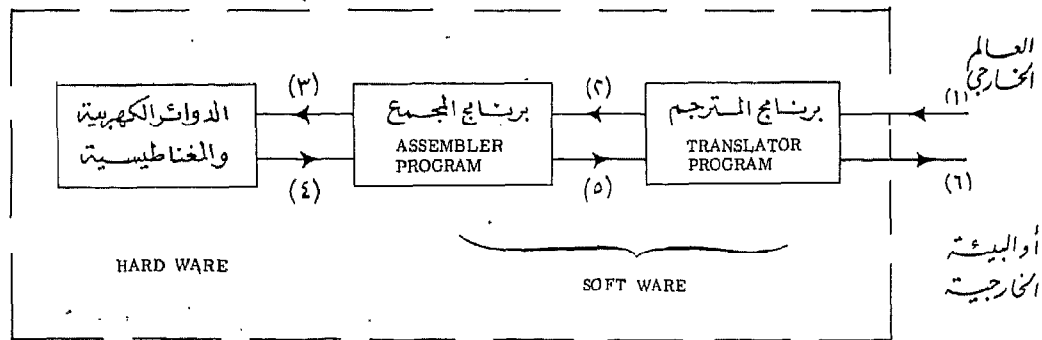 العالم
الخارجي
(١)
(٢)
(٣)
برنامج المترجم
TRANSLATOR
PROGRAM
برنامج المجمع
ASSEMBLER
PROGRAM
الدوائر الكهربية
والمغناطيسية
(٤)
(٥)
(٦)
أو البيئة
الخارجية
HARD WARE
SOFT WARE